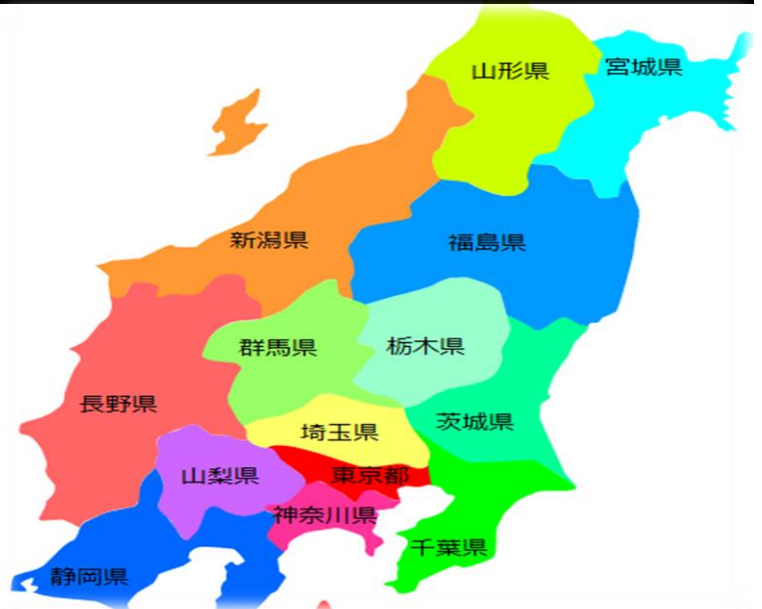 山形県
宮城県
新潟県
福島県
群馬県
栃木県
長野県
茨城県
埼玉県
山梨県
東京都
神奈川県
千葉県
静岡県